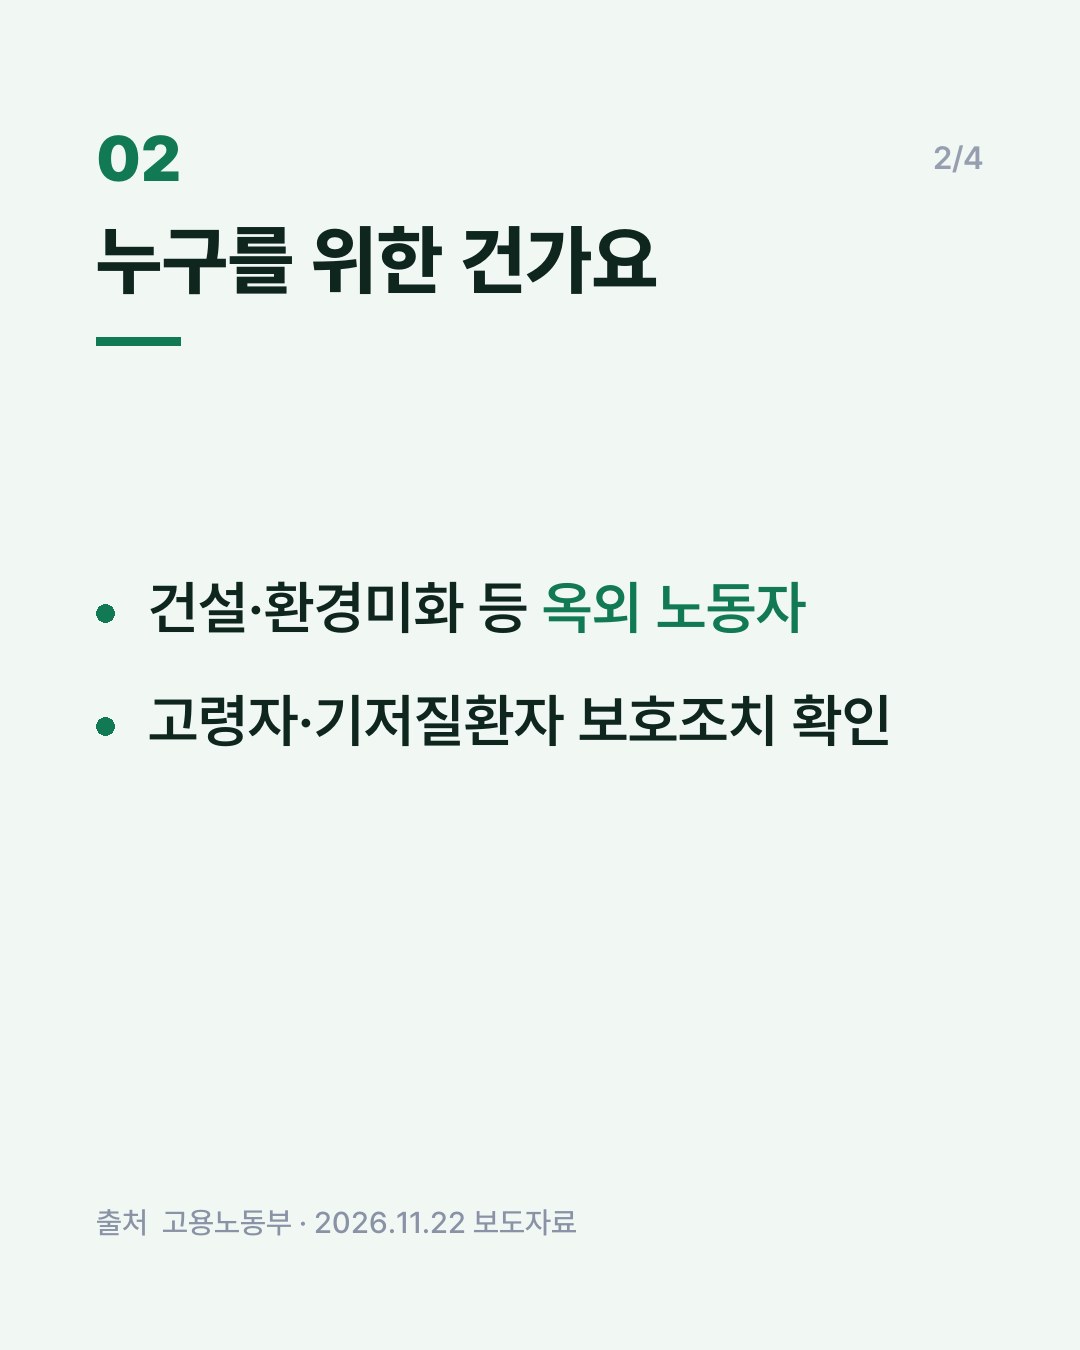 02
2/4
누구를 위한 건가요
건설·환경미화 등 옥외 노동자
고령자·기저질환자 보호조치 확인
출처 고용노동부 · 2026.11.22 보도자료